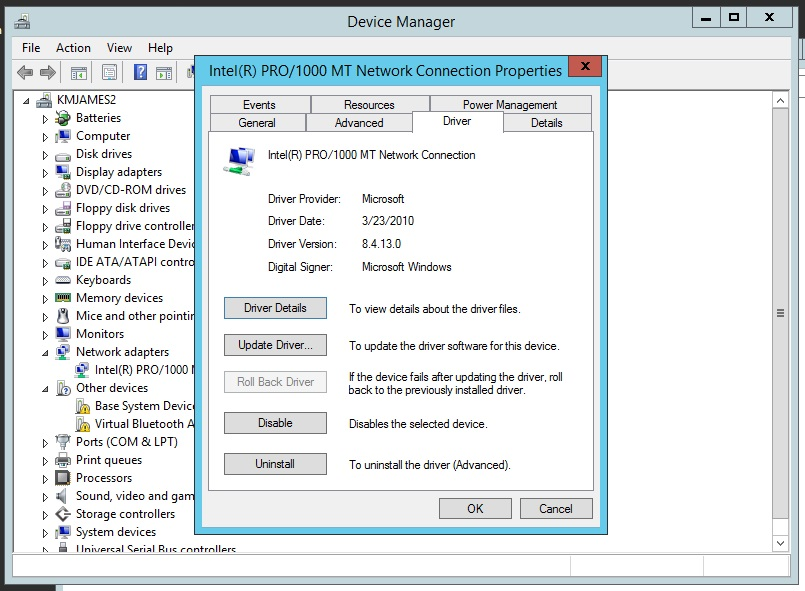 Device Manager
File Action View Help
KMJAMES2
Batteries
Computer
Disk drives
Display adapters
DVD/CD-ROM drives
Floppy disk drives
Floppy drive controller
Human Interface Devic
IDE ATA/ATAPI contro
Keyboards
Memory devices
Mice and other pointin
Monitors
Network adapters
Intel(R) PRO/1000 M
Other devices
Base System Device
Virtual Bluetooth A
Ports (COM & LPT)
Print queues
Processors
Sound, video and gam
Storage controllers
System devices
Universal Serial Bus controllers
Intel(R) PRO/1000 MT Network Connection Properties
Events Resources Power Management
General Advanced Driver Details
Intel(R) PRO/1000 MT Network Connection
Driver Provider: Microsoft
Driver Date: 3/23/2010
Driver Version: 8.4.13.0
Digital Signer: Microsoft Windows
Driver Details To view details about the driver files.
Update Driver... To update the driver software for this device.
Roll Back Driver If the device fails after updating the driver, roll
back to the previously installed driver.
Disable Disables the selected device.
Uninstall To uninstall the driver (Advanced).
OK Cancel